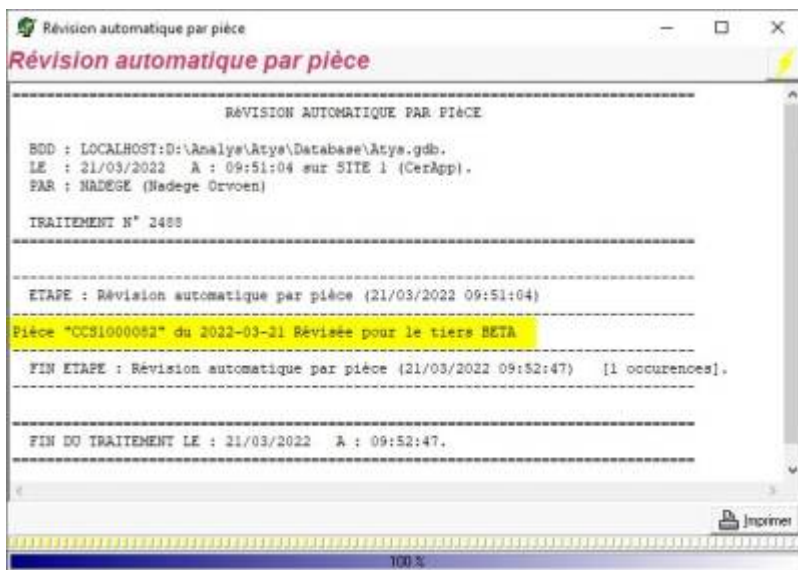 Révision automatique par pièce
Révision automatique par pièce
RéVISION AUTOMATIQUE PAR PIèCE
BDD : LOCALHOST:D:\Analys\Atys\Database\Atys.gdb.
LE : 21/03/2022 A : 09:51:04 sur SITE 1 (CerApp).
PAR : NADEGE (Nadege Orvoen)
TRAITEMENT N° 2488
ETAPE : Révision automatique par pièce (21/03/2022 09:51:04)
Pièce "CCS1000082" du 2022-03-21 Révisée pour le tiers BETA
FIN ETAPE : Révision automatique par pièce (21/03/2022 09:52:47) [1 occurences].
FIN DU TRAITEMENT LE : 21/03/2022 A : 09:52:47.
Imprimer
100 %